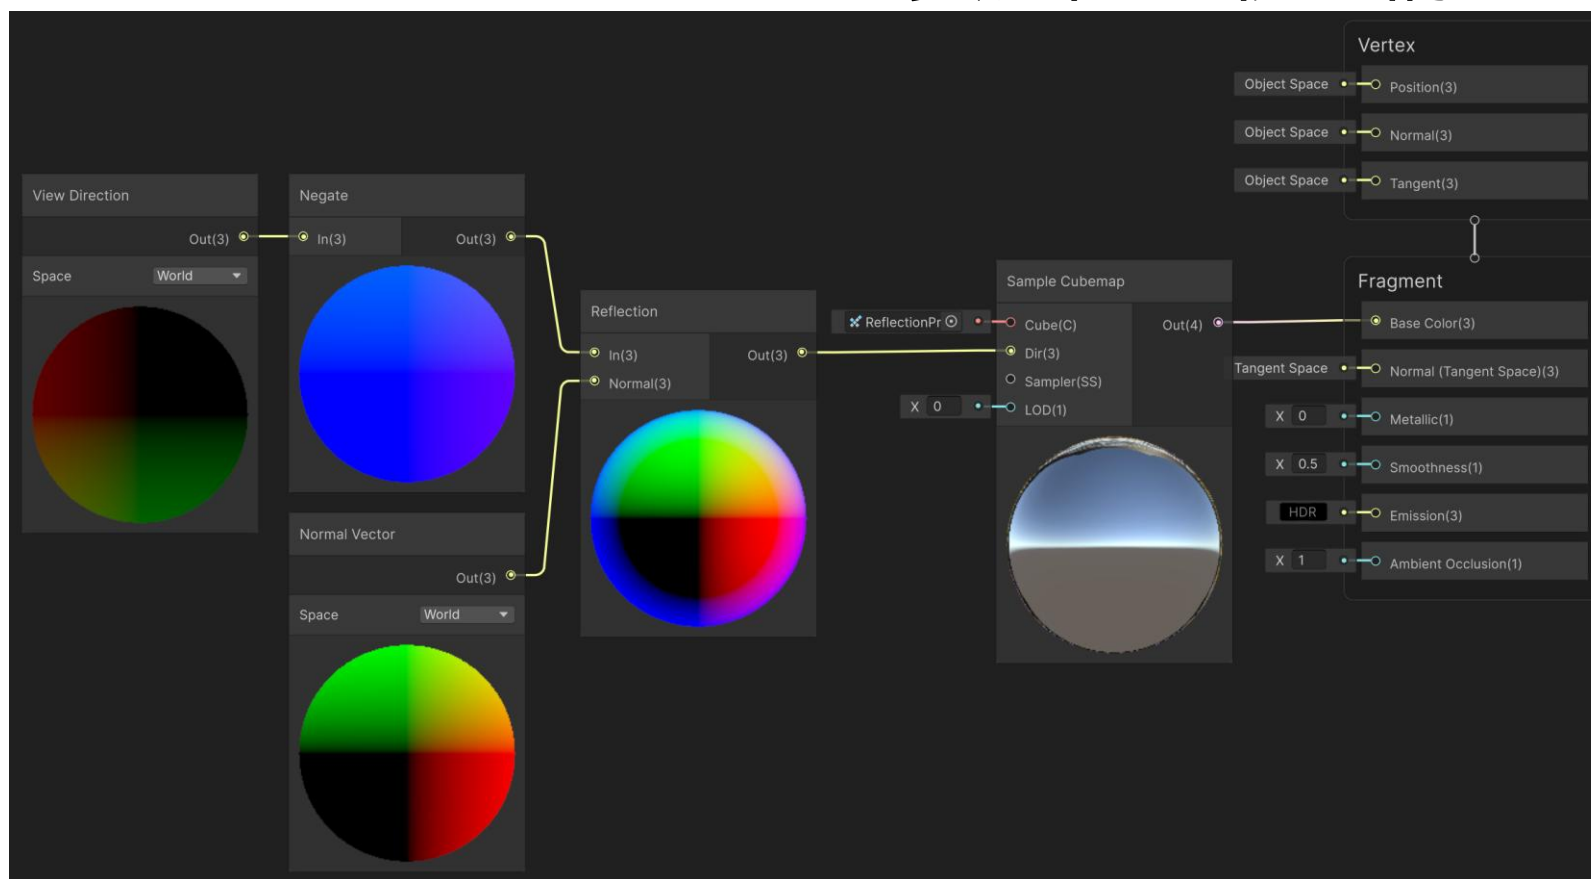 View Direction
Out(3)
Space
World
Negate
In(3)
Out(3)
Normal Vector
Out(3)
Space
World
Reflection
In(3)
Out(3)
Normal(3)
ReflectionPr
Sample Cubemap
Cube(C)
Out(4)
Dir(3)
Sampler(SS)
X 0
LOD(1)
Vertex
Object Space
Position(3)
Object Space
Normal(3)
Object Space
Tangent(3)
Fragment
Base Color(3)
Tangent Space
Normal (Tangent Space)(3)
X 0
Metallic(1)
X 0.5
Smoothness(1)
HDR
Emission(3)
X 1
Ambient Occlusion(1)